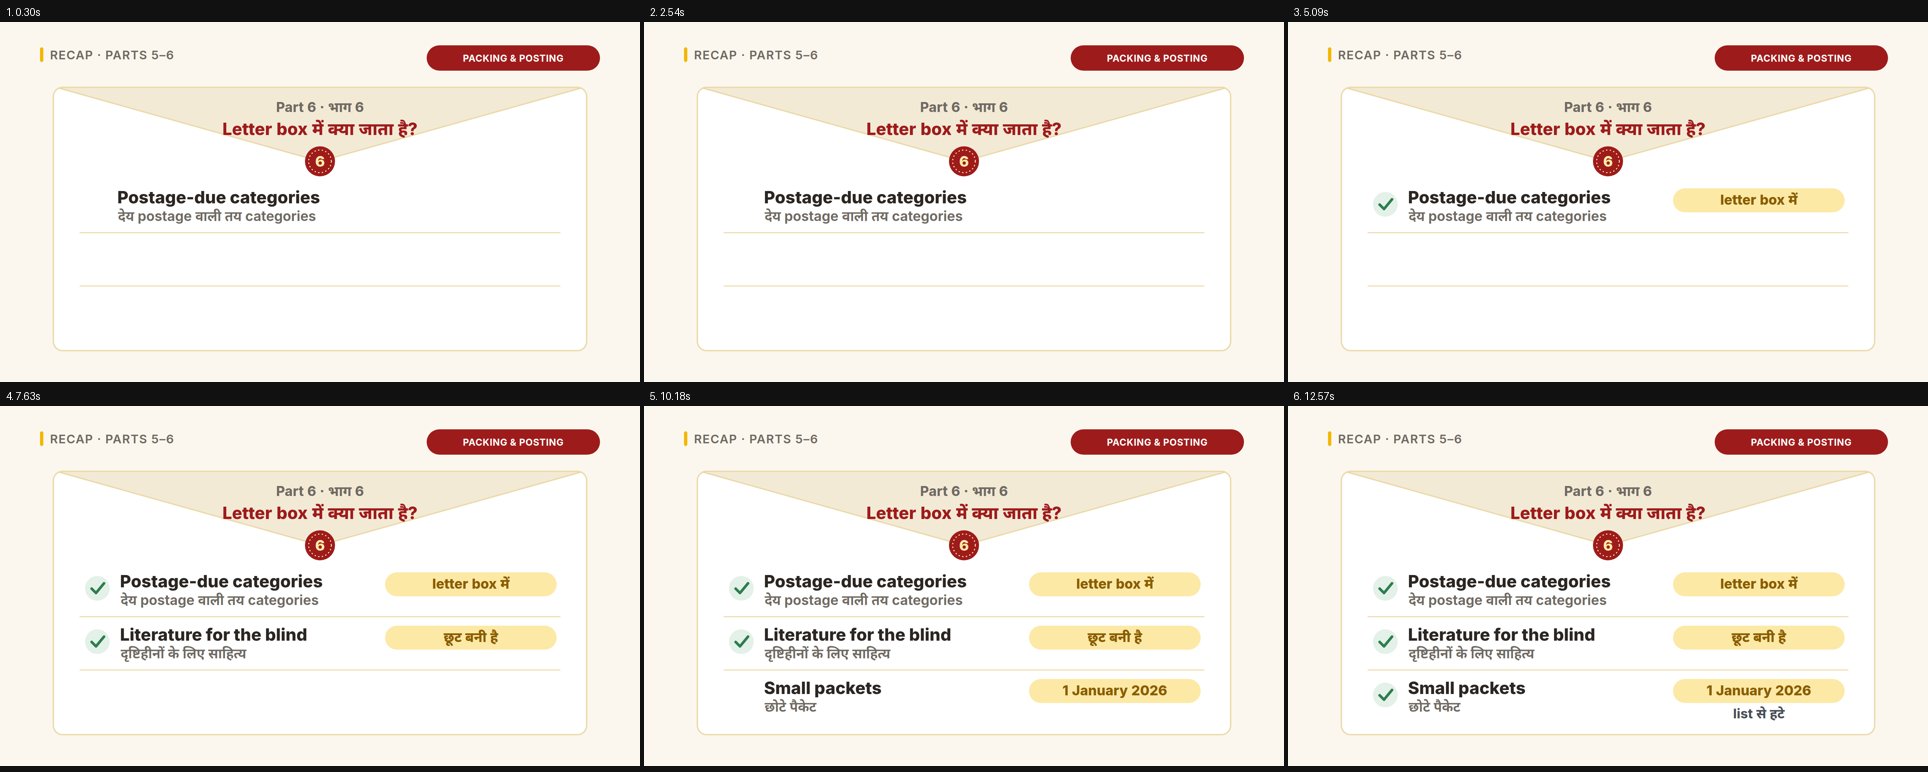 1. 0.30s
RECAP · PARTS 5–6
PACKING & POSTING
Part 6 · भाग 6
Letter box में क्या जाता है?
6
Postage-due categories
देय postage वाली तय categories
2. 2.54s
RECAP · PARTS 5–6
PACKING & POSTING
Part 6 · भाग 6
Letter box में क्या जाता है?
6
Postage-due categories
देय postage वाली तय categories
3. 5.09s
RECAP · PARTS 5–6
PACKING & POSTING
Part 6 · भाग 6
Letter box में क्या जाता है?
6
Postage-due categories
letter box में
देय postage वाली तय categories
4. 7.63s
RECAP · PARTS 5–6
PACKING & POSTING
Part 6 · भाग 6
Letter box में क्या जाता है?
6
Postage-due categories
letter box में
देय postage वाली तय categories
Literature for the blind
छूट बनी है
दृष्टिहीनों के लिए साहित्य
5. 10.18s
RECAP · PARTS 5–6
PACKING & POSTING
Part 6 · भाग 6
Letter box में क्या जाता है?
6
Postage-due categories
letter box में
देय postage वाली तय categories
Literature for the blind
छूट बनी है
दृष्टिहीनों के लिए साहित्य
Small packets
1 January 2026
छोटे पैकेट
6. 12.57s
RECAP · PARTS 5–6
PACKING & POSTING
Part 6 · भाग 6
Letter box में क्या जाता है?
6
Postage-due categories
letter box में
देय postage वाली तय categories
Literature for the blind
छूट बनी है
दृष्टिहीनों के लिए साहित्य
Small packets
1 January 2026
छोटे पैकेट
list से हटे